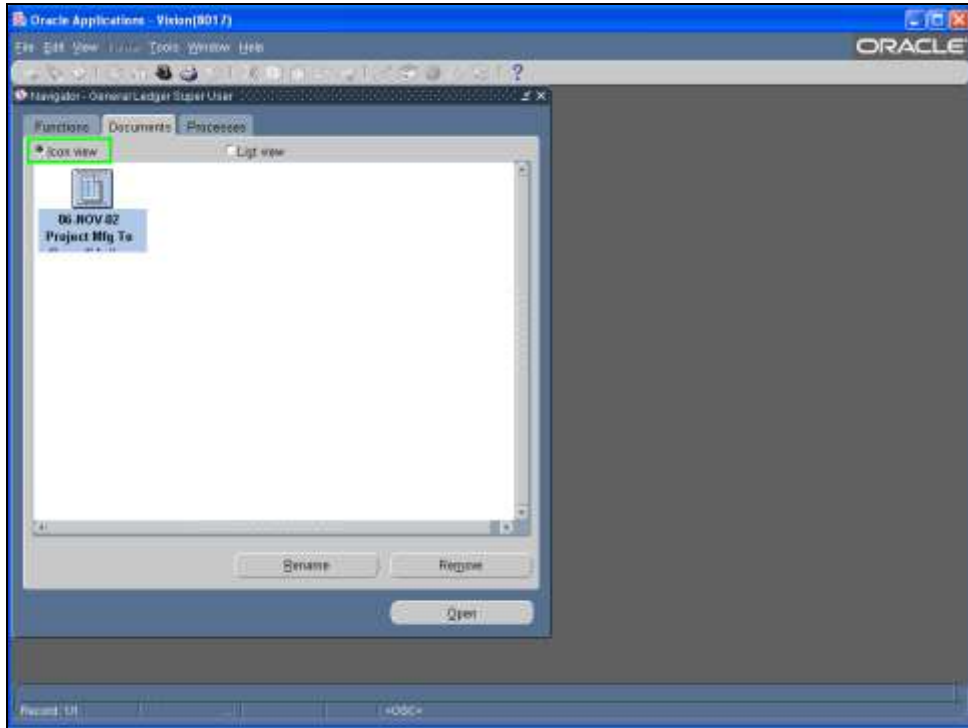 Oracle Applications - Vision(8017)
File Edit View Tools Window Help
ORACLE
?
Navigator - General Ledger Super User
Functions Documents Processes
Icon view List view
06-NOV-02
Project Mfg To
Rename Remove
Open
Record: 1/1 <OSC>